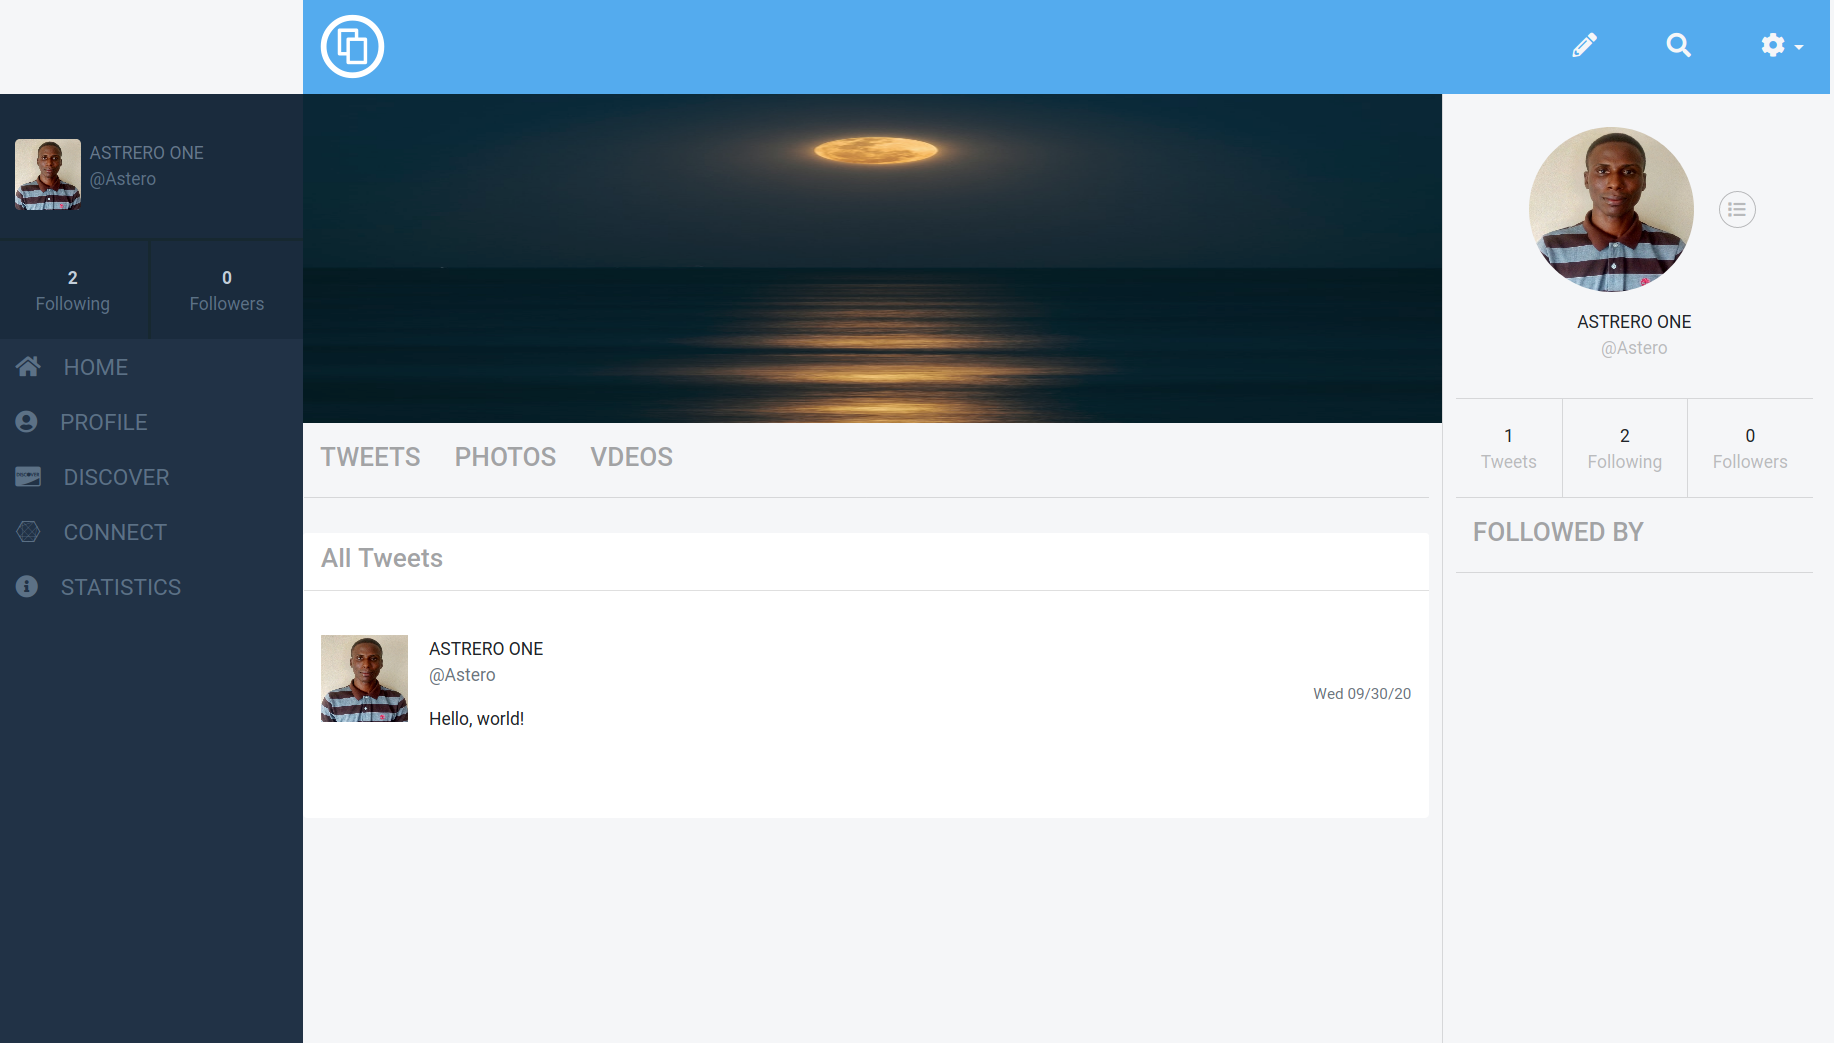 ASTRERO ONE
@Astero
2
Following
0
Followers
HOME
PROFILE
DISCOVER
CONNECT
STATISTICS
TWEETS PHOTOS VDEOS
All Tweets
ASTRERO ONE
@Astero
Wed 09/30/20
Hello, world!
ASTRERO ONE
@Astero
1
Tweets
2
Following
0
Followers
FOLLOWED BY